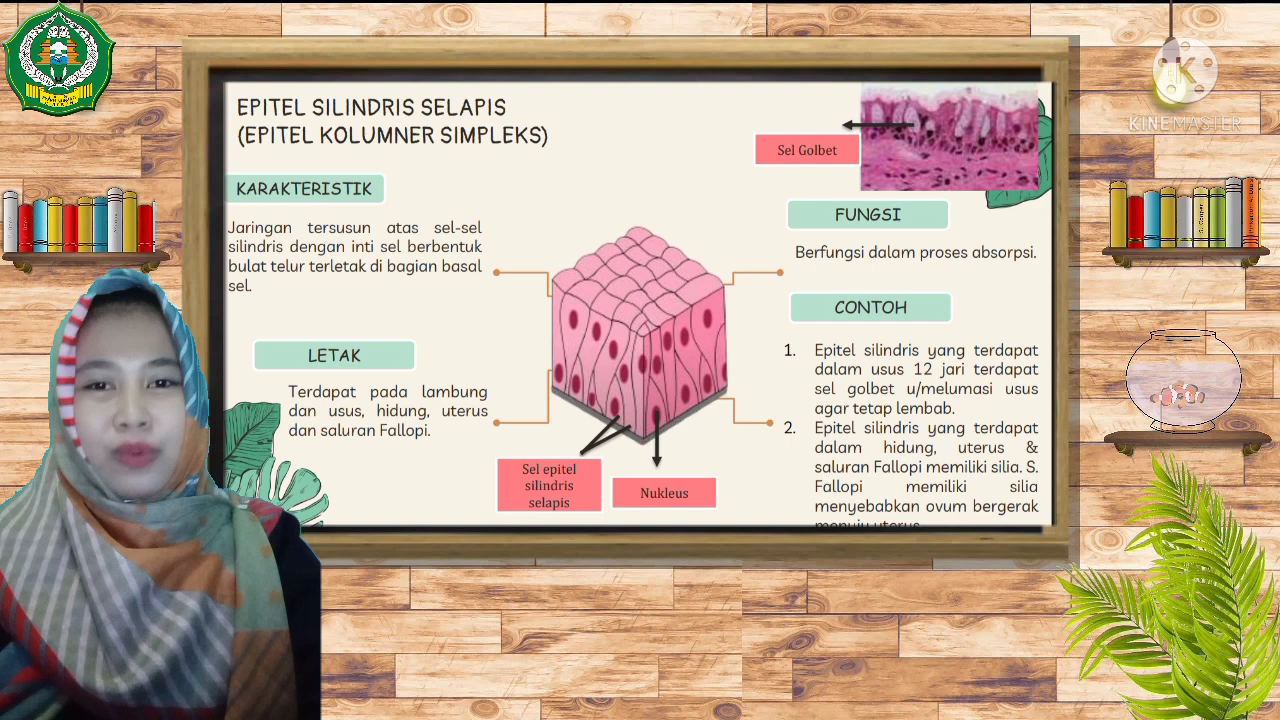 EPITEL SILINDRIS SELAPIS
(EPITEL KOLUMNER SIMPLEKS)
KARAKTERISTIK
Jaringan tersusun atas sel-sel
silindris dengan inti sel berbentuk
bulat telur terletak di bagian basal
sel.
LETAK
Terdapat pada lambung
dan usus, hidung, uterus
dan saluran Fallopi.
Sel epitel
silindris
selapis
Nukleus
Sel Golbet
FUNGSI
Berfungsi dalam proses absorpsi.
CONTOH
1. Epitel silindris yang terdapat
dalam usus 12 jari terdapat
sel golbet u/melumasi usus
agar tetap lembab.
2. Epitel silindris yang terdapat
dalam hidung, uterus &
saluran Fallopi memiliki silia. S.
Fallopi memiliki silia
menyebabkan ovum bergerak
menuju uterus
K
KINEMASTER